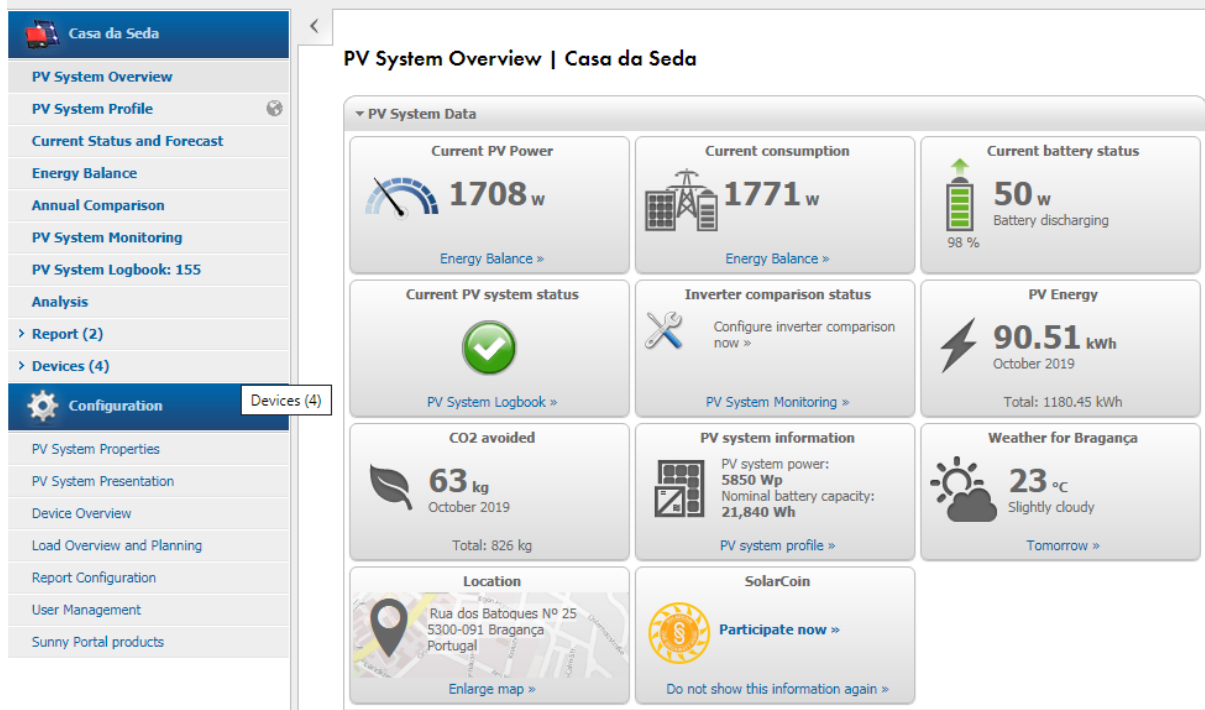 Casa da Seda
PV System Overview
PV System Profile
Current Status and Forecast
Energy Balance
Annual Comparison
PV System Monitoring
PV System Logbook: 155
Analysis
Report (2)
Devices (4)
Configuration
Devices (4)
PV System Properties
PV System Presentation
Device Overview
Load Overview and Planning
Report Configuration
User Management
Sunny Portal products
PV System Overview | Casa da Seda
PV System Data
Current PV Power
1708 W
Energy Balance »
Current consumption
1771 W
Energy Balance »
Current battery status
50 W
Battery discharging
98 %
Current PV system status
PV System Logbook »
Inverter comparison status
Configure inverter comparison
now »
PV System Monitoring »
PV Energy
90.51 kWh
October 2019
Total: 1180.45 kWh
CO2 avoided
63 kg
October 2019
Total: 826 kg
PV system information
PV system power:
5850 Wp
Nominal battery capacity:
21,840 Wh
PV system profile »
Weather for Bragança
23 °C
Slightly cloudy
Tomorrow »
Location
Rua dos Batoques Nº 25
5300-091 Bragança
Portugal
Enlarge map »
SolarCoin
Participate now »
Do not show this information again »